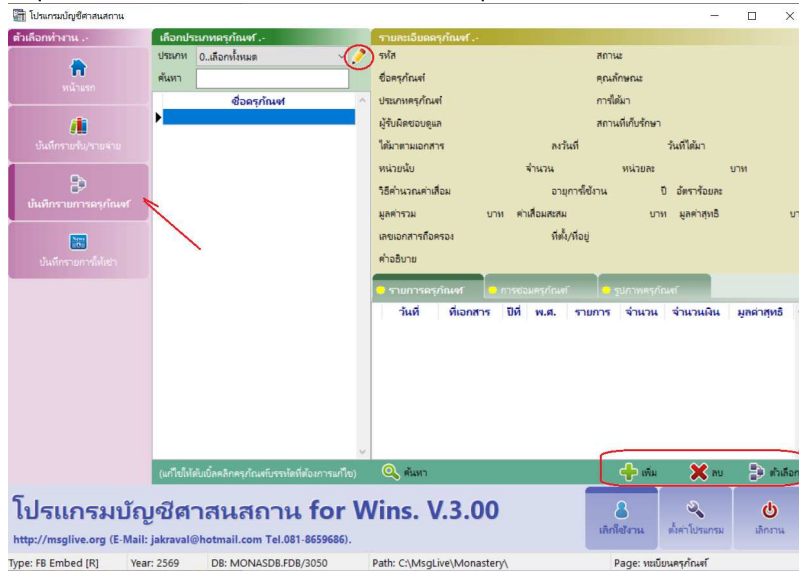 โปรแกรมบัญชีศาสนสถาน
ตัวเลือกทำงาน .-
หน้าแรก
บันทึกรายรับ/รายจ่าย
บันทึกรายการครุภัณฑ์
บันทึกรายการให้เช่า
เลือกประเภทครุภัณฑ์ .-
ประเภท 0..เลือกทั้งหมด
ค้นหา
ชื่อครุภัณฑ์
(แก้ไขให้ดับเบิ้ลคลิกครุภัณฑ์บรรทัดที่ต้องการแก้ไข)
รายละเอียดครุภัณฑ์ .-
รหัส สถานะ
ชื่อครุภัณฑ์ คุณลักษณะ
ประเภทครุภัณฑ์ การได้มา
ผู้รับผิดชอบดูแล สถานที่เก็บรักษา
ได้มาตามเอกสาร ลงวันที่ วันที่ได้มา
หน่วยนับ จำนวน หน่วยละ บาท
วิธีคำนวณค่าเสื่อม อายุการใช้งาน ปี อัตราร้อยละ
มูลค่ารวม บาท ค่าเสื่อมสะสม บาท มูลค่าสุทธิ
เลขเอกสารถือครอง ที่ตั้ง/ที่อยู่
คำอธิบาย
รายการครุภัณฑ์ การซ่อมครุภัณฑ์ รูปภาพครุภัณฑ์
วันที่ ที่เอกสาร ปีที่ พ.ศ. รายการ จำนวน จำนวนเงิน มูลค่าสุทธิ
ค้นหา เพิ่ม ลบ ตัวเลือก
โปรแกรมบัญชีศาสนสถาน for Wins. V.3.00
http://msglive.org (E-Mail: jakraval@hotmail.com Tel.081-8659686).
เลิกใช้งาน ตั้งค่าโปรแกรม เลิกงาน
Type: FB Embed [R] Year: 2569 DB: MONASDB.FDB/3050 Path: C:\MsgLive\Monastery\ Page: ทะเบียนครุภัณฑ์